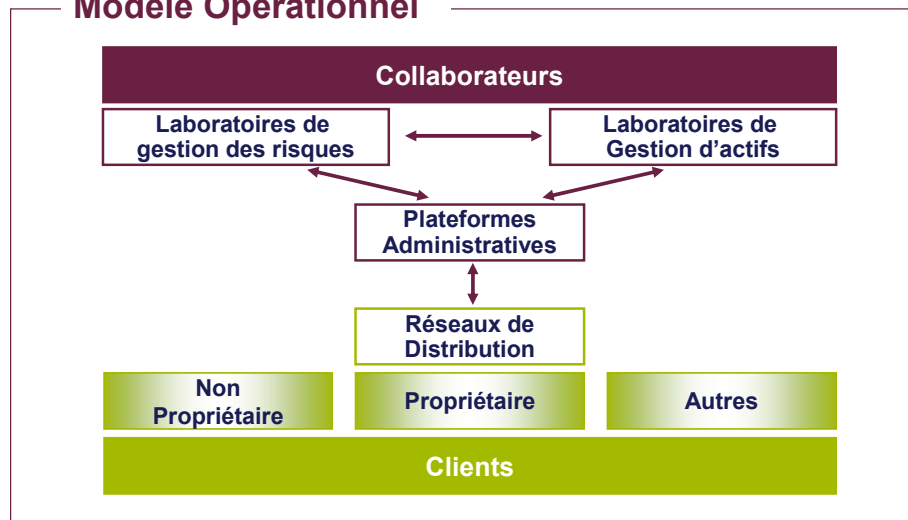 Modèle Opérationnel
Collaborateurs
Laboratoires de
gestion des risques
Laboratoires de
Gestion d’actifs
Plateformes
Administratives
Réseaux de
Distribution
Non
Propriétaire
Propriétaire
Autres
Clients